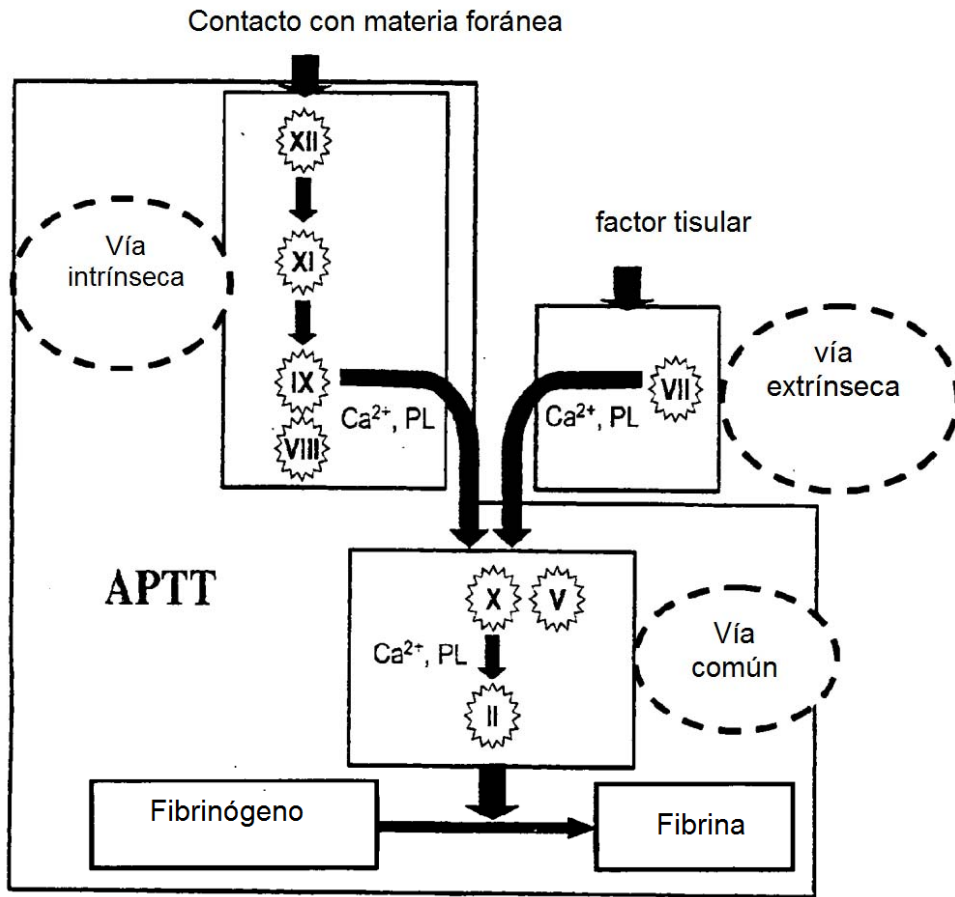 Contacto con materia foránea
XII
XI
IX
VIII
Ca²⁺, PL
Vía
intrínseca
factor tisular
VII
Ca²⁺, PL
vía
extrínseca
APTT
X
V
Ca²⁺, PL
II
Vía
común
Fibrinógeno
Fibrina